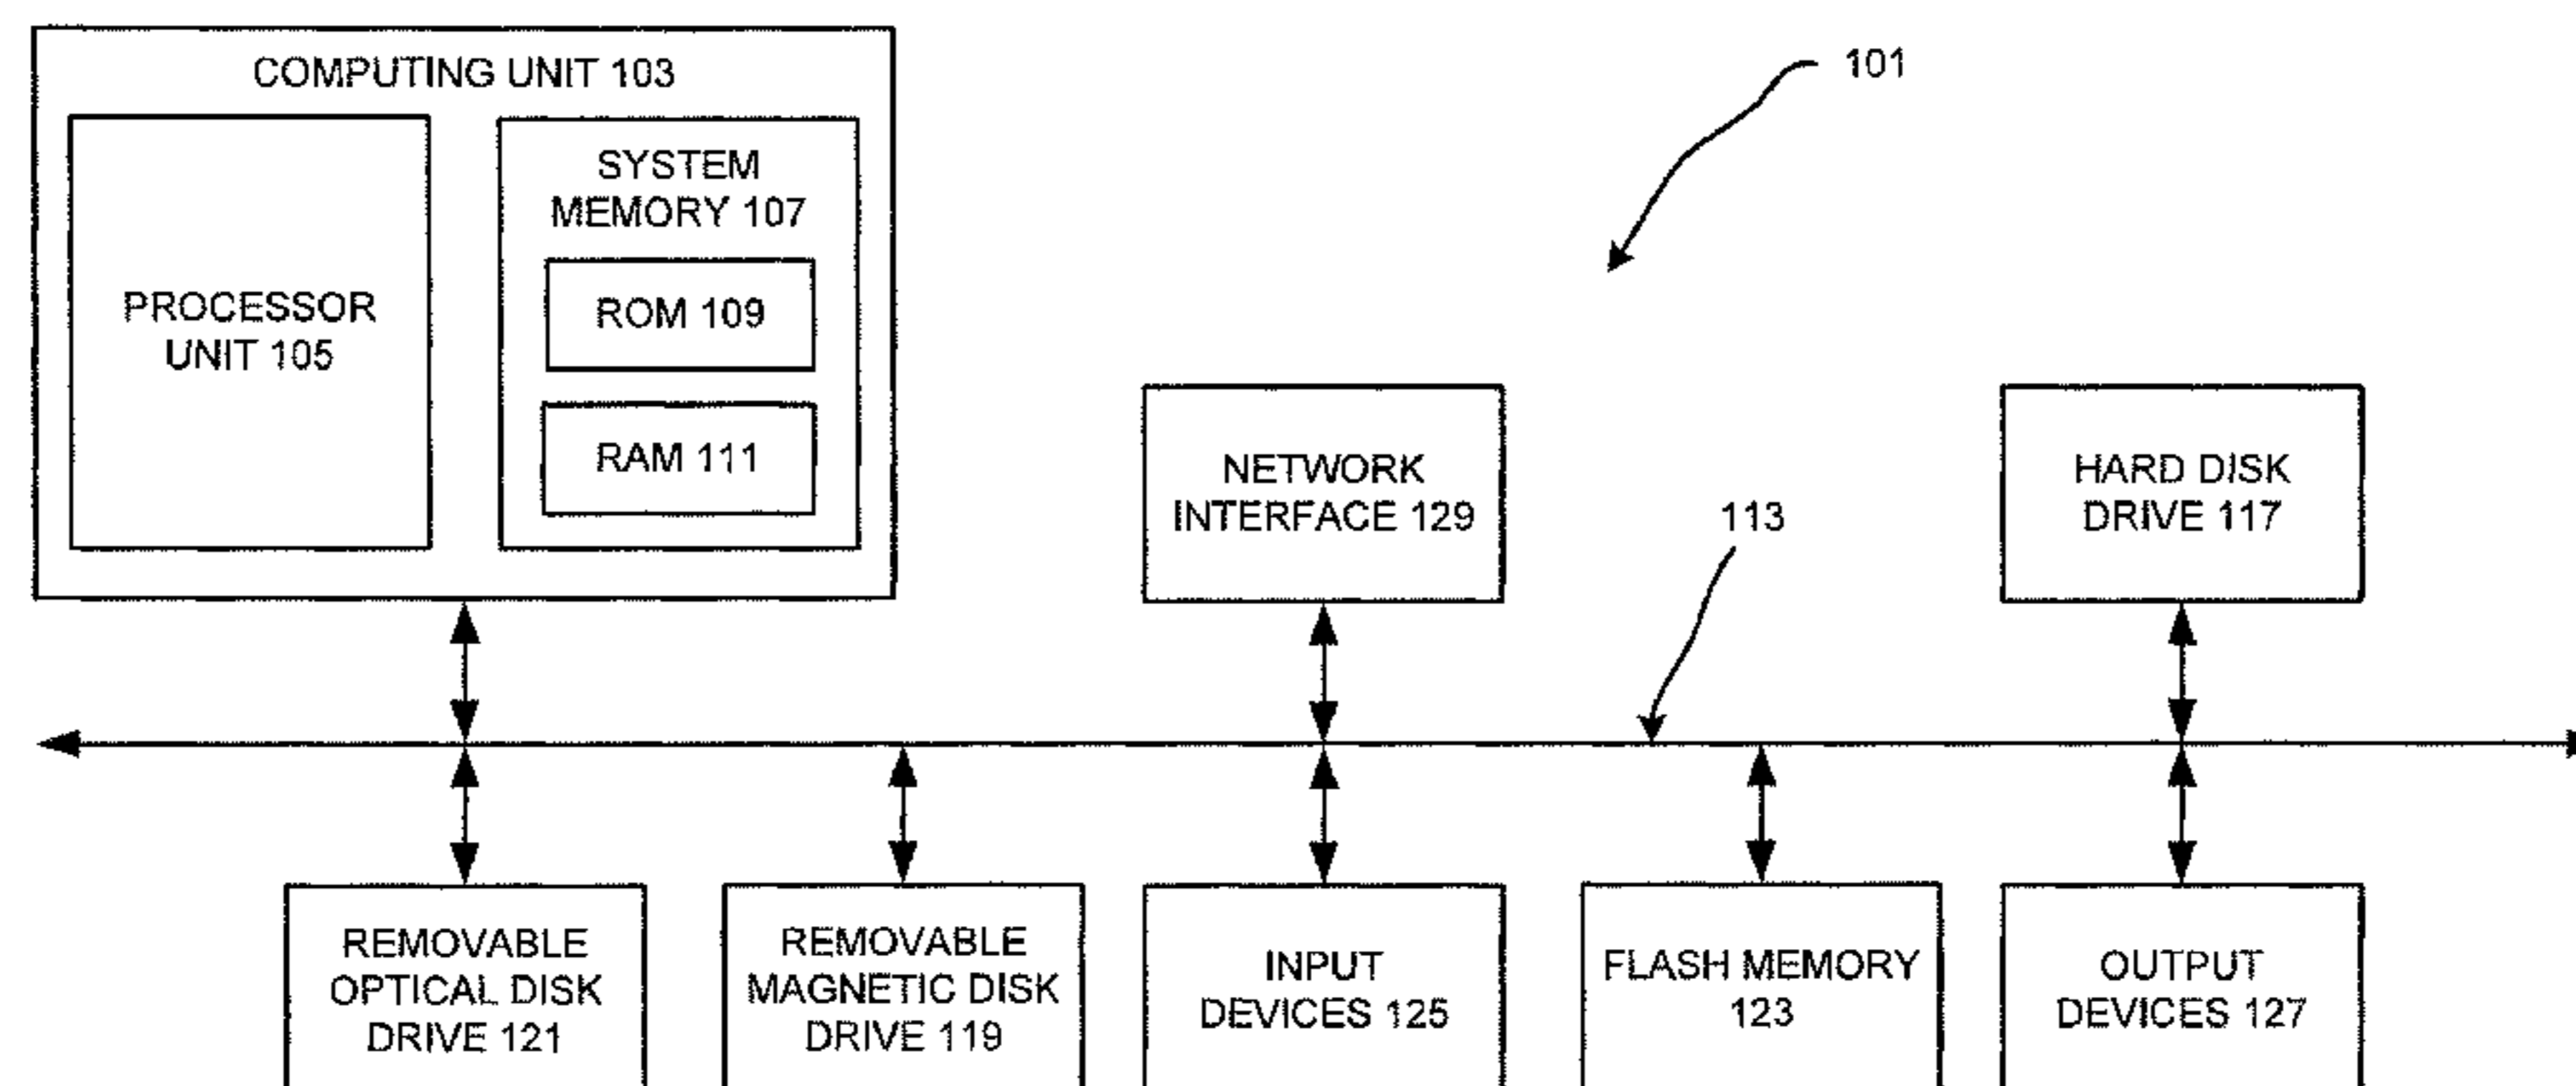 COMPUTING UNIT 103
PROCESSOR
UNIT 105
SYSTEM
MEMORY 107
ROM 109
RAM 111
101
NETWORK
INTERFACE 129
113
HARD DISK
DRIVE 117
REMOVABLE
OPTICAL DISK
DRIVE 121
REMOVABLE
MAGNETIC DISK
DRIVE 119
INPUT
DEVICES 125
FLASH MEMORY
123
OUTPUT
DEVICES 127